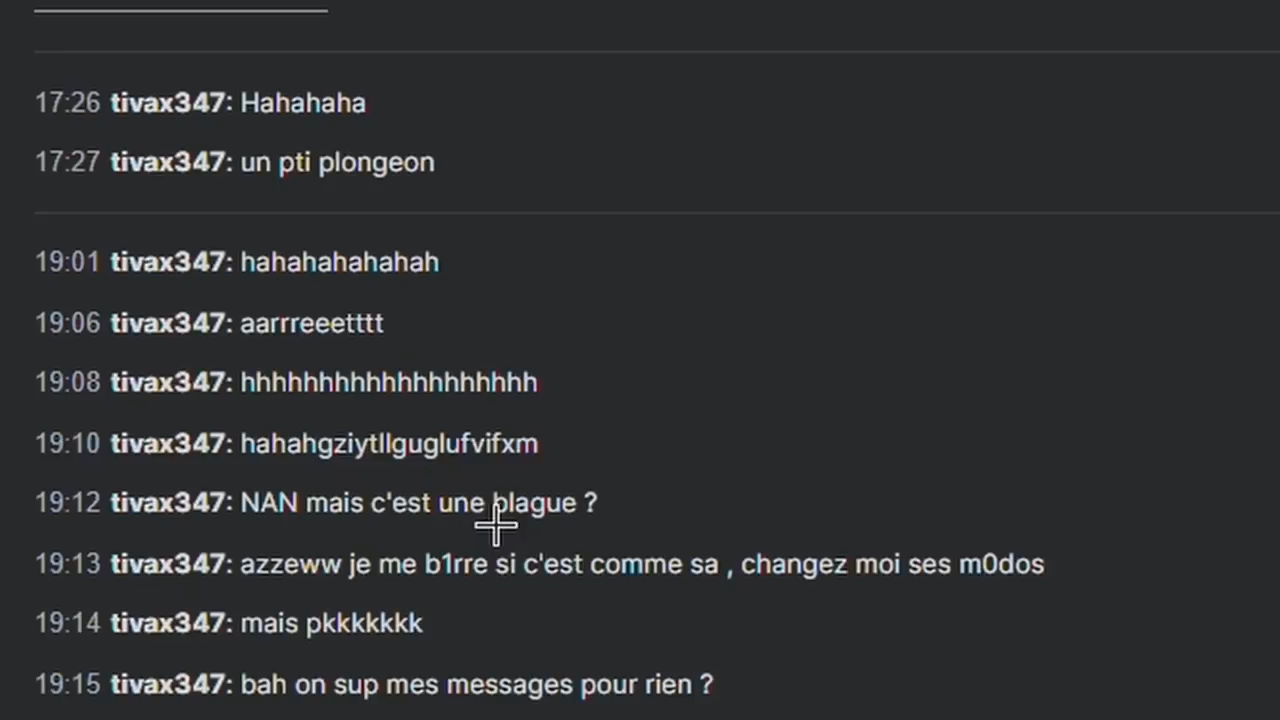 17:26 tivax347: Hahahaha
17:27 tivax347: un pti plongeon
19:01 tivax347: hahahahahahah
19:06 tivax347: aarrreeetttt
19:08 tivax347: hhhhhhhhhhhhhhhhhhh
19:10 tivax347: hahahgziytllguglufvifxm
19:12 tivax347: NAN mais c'est une blague ?
19:13 tivax347: azzeww je me b1rre si c'est comme sa , changez moi ses m0dos
19:14 tivax347: mais pkkkkkkk
19:15 tivax347: bah on sup mes messages pour rien ?